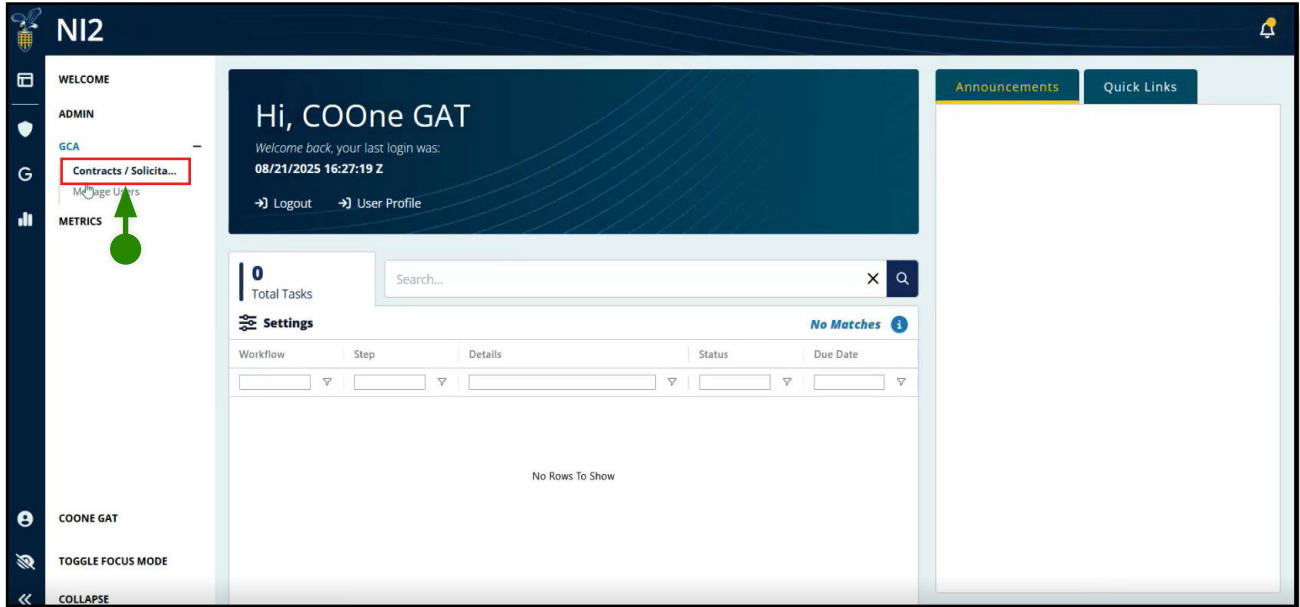 NI2
WELCOME
ADMIN
GCA
Contracts / Solicita...
Manage Users
METRICS
COONE GAT
TOGGLE FOCUS MODE
COLLAPSE
G
Hi, COOne GAT
Welcome back, your last login was:
08/21/2025 16:27:19 Z
Logout User Profile
0
Total Tasks
Search...
Settings
No Matches
Workflow Step Details Status Due Date
No Rows To Show
Announcements Quick Links